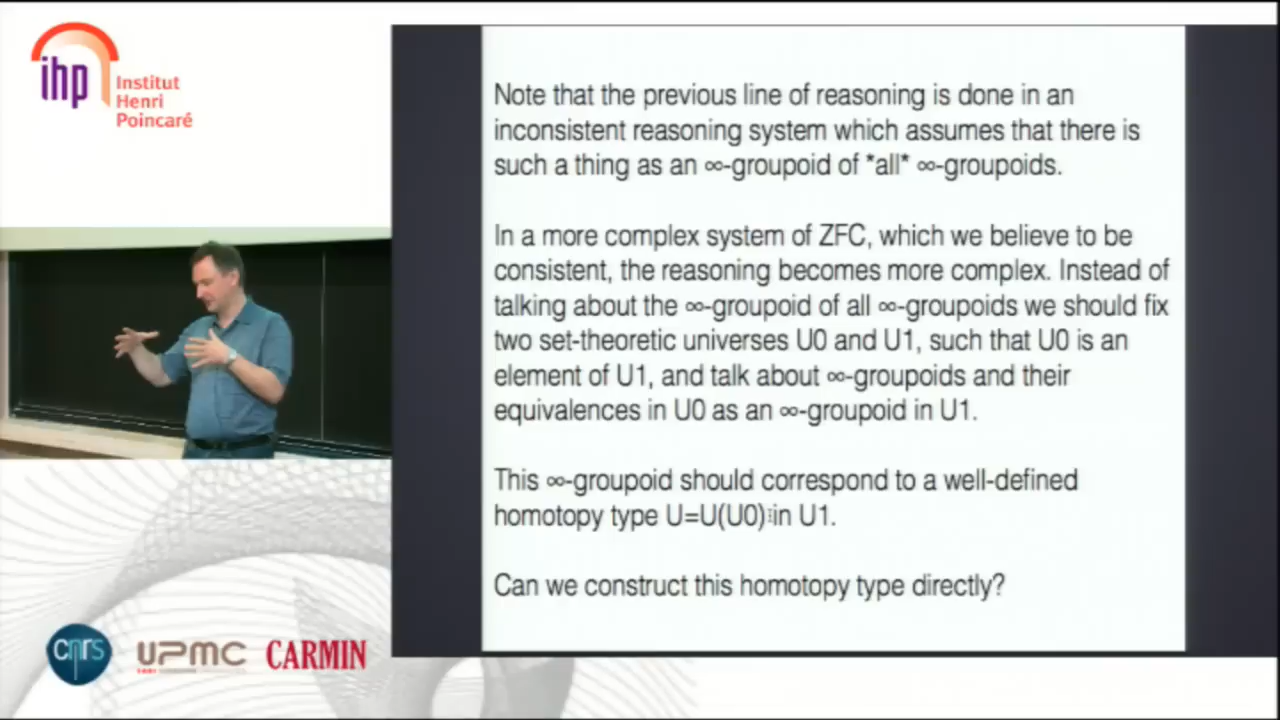 ihp
Institut
Henri
Poincaré
Note that the previous line of reasoning is done in an
inconsistent reasoning system which assumes that there is
such a thing as an ∞-groupoid of *all* ∞-groupoids.
In a more complex system of ZFC, which we believe to be
consistent, the reasoning becomes more complex. Instead of
talking about the ∞-groupoid of all ∞-groupoids we should fix
two set-theoretic universes U0 and U1, such that U0 is an
element of U1, and talk about ∞-groupoids and their
equivalences in U0 as an ∞-groupoid in U1.
This ∞-groupoid should correspond to a well-defined
homotopy type U=U(U0) in U1.
Can we construct this homotopy type directly?
cnrs
UPMC
CARMIN